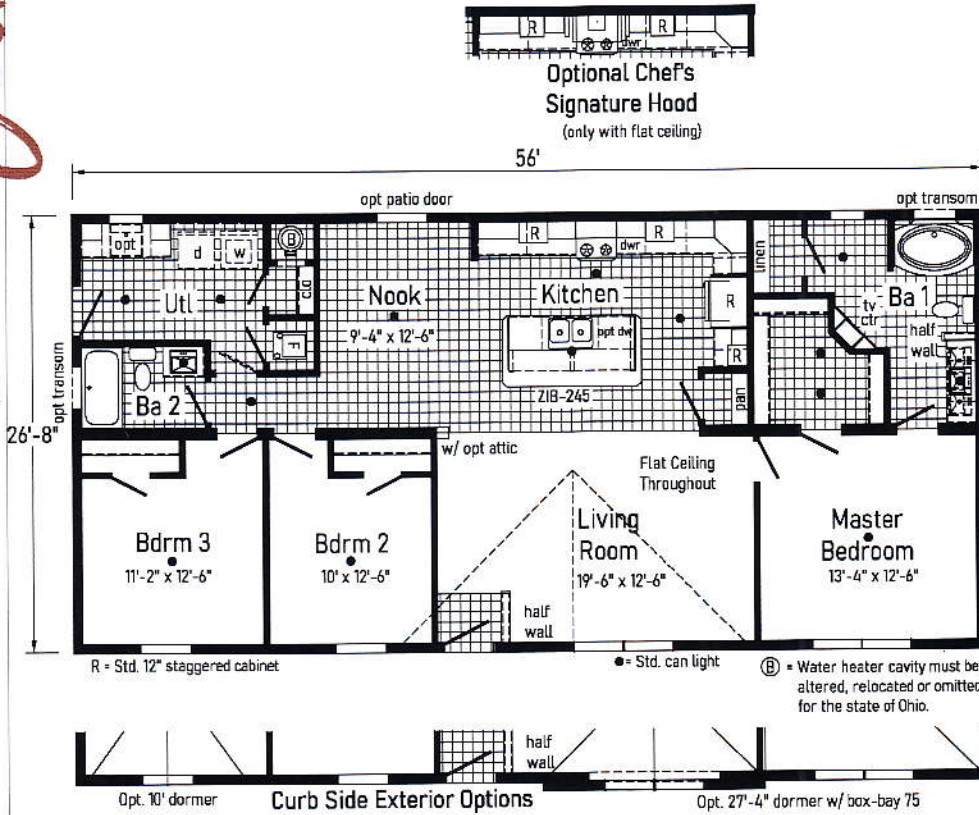 R
R
dwr
Optional Chef's
Signature Hood
(only with flat ceiling)
56'
opt patio door
opt transom
opt
d
w
B
R
R
dwr
linen
Utl
clo
Nook
9'-4" x 12'-6"
Kitchen
R
Ba 1
tv
ctr
half
wall
opt dw
F
R
opt transom
Ba 2
ZIB-245
pan
26'-8"
w/ opt attic
Flat Ceiling
Throughout
Bdrm 3
11'-2" x 12'-6"
Bdrm 2
10' x 12'-6"
Living
Room
19'-6" x 12'-6"
Master
Bedroom
13'-4" x 12'-6"
half
wall
R = Std. 12" staggered cabinet
●= Std. can light
Ⓑ = Water heater cavity must be
altered, relocated or omitted
for the state of Ohio.
half
wall
Opt. 10' dormer
Curb Side Exterior Options
Opt. 27'-4" dormer w/ box-bay 75